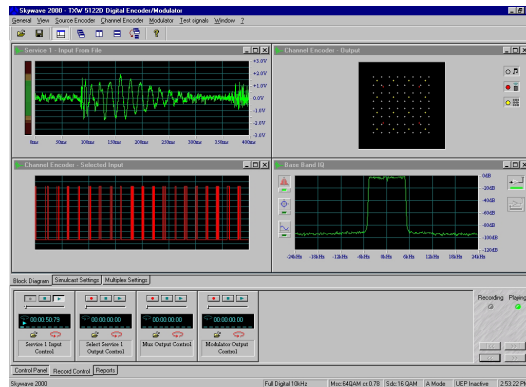 Skywave 2000 - TXW 5122D Digital Encoder/Modulator
General View Source Encoder Channel Encoder Modulator Test signals Window ?
Service 1 - Input From File
+3.0V
+2.0V
+1.0V
0.0V
-1.0V
-2.0V
-3.0V
0ms 50ms 100ms 150ms 200ms 250ms 300ms 350ms 400ms
Channel Encoder - Output
Channel Encoder - Selected Input
Base Band IQ
0dB
-20dB
-40dB
-60dB
-80dB
-100dB
-120dB
-24kHz -18kHz -12kHz -6kHz 0kHz 6kHz 12kHz 18kHz 24kHz
Block Diagram Simulcast Settings Multiplex Settings
00:00:50:79
Service 1 Input Control
00:00:00:00
Select Service 1 Output Control
00:00:00:00
Mux Output Control
00:00:00:00
Modulator Output Control
Recording Playing
Control Panel Record Control Reports
Skywave 2000 Full Digital 10kHz Msc: 64QAM cr:0.78 Sdc: 16 QAM A Mode UEP Inactive 2:53:22 PM